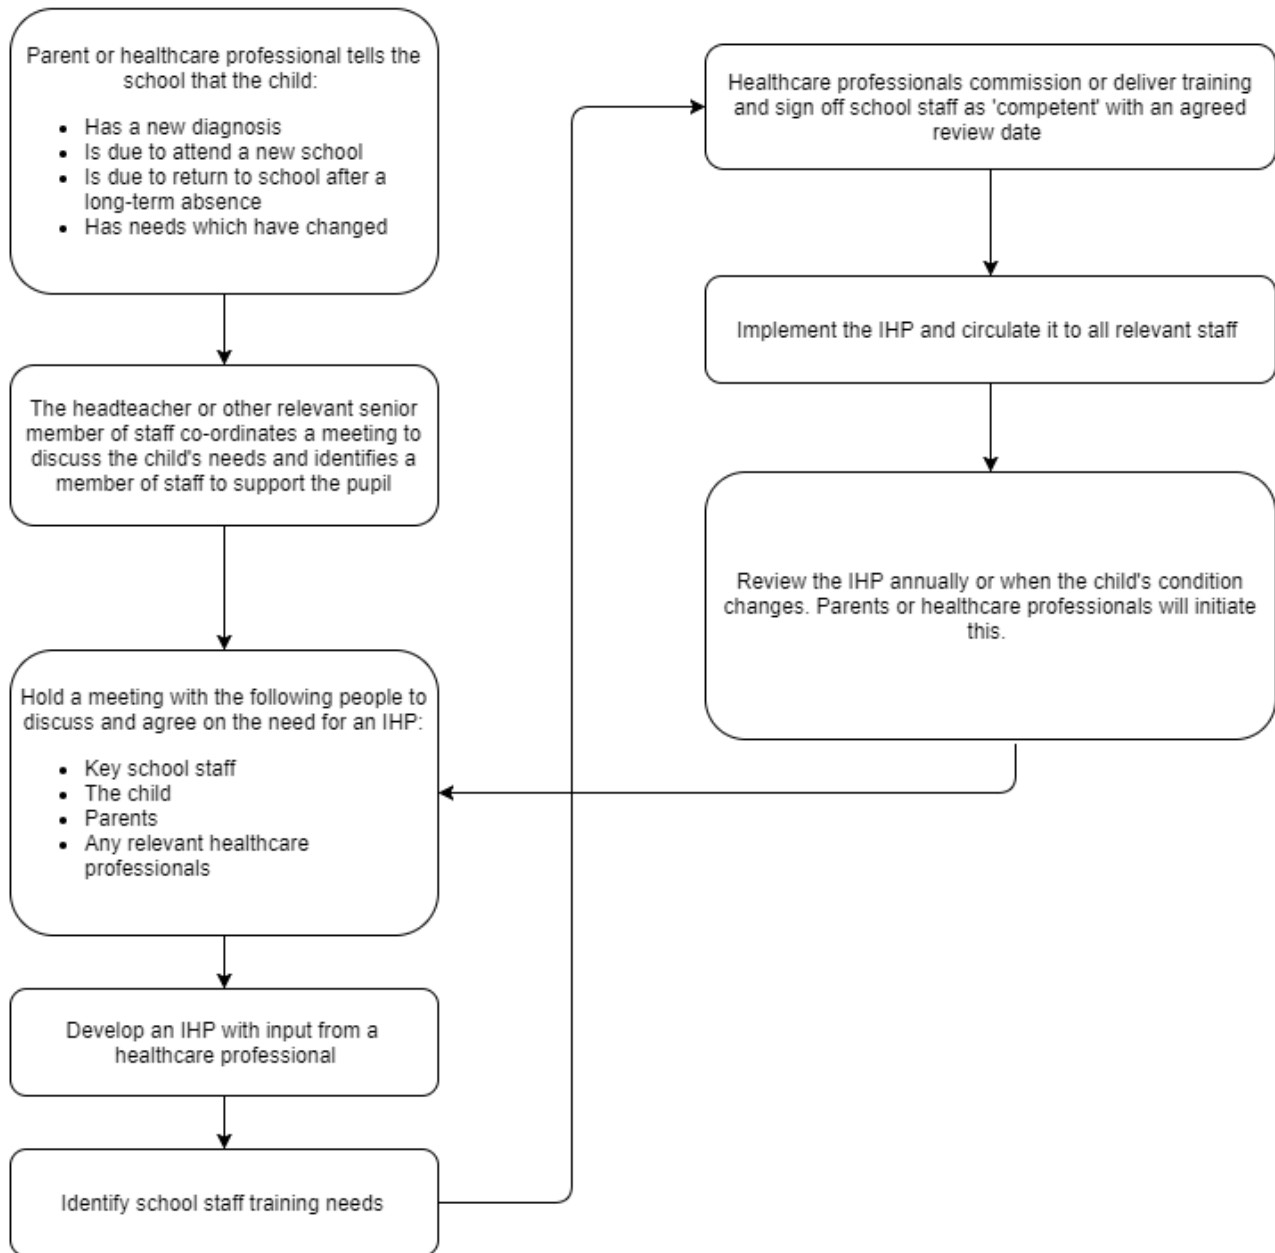 Parent or healthcare professional tells the
school that the child:
• Has a new diagnosis
• Is due to attend a new school
• Is due to return to school after a
long-term absence
• Has needs which have changed
The headteacher or other relevant senior
member of staff co-ordinates a meeting to
discuss the child's needs and identifies a
member of staff to support the pupil
Hold a meeting with the following people to
discuss and agree on the need for an IHP:
• Key school staff
• The child
• Parents
• Any relevant healthcare
professionals
Develop an IHP with input from a
healthcare professional
Identify school staff training needs
Healthcare professionals commission or deliver training
and sign off school staff as 'competent' with an agreed
review date
Implement the IHP and circulate it to all relevant staff
Review the IHP annually or when the child's condition
changes. Parents or healthcare professionals will initiate
this.